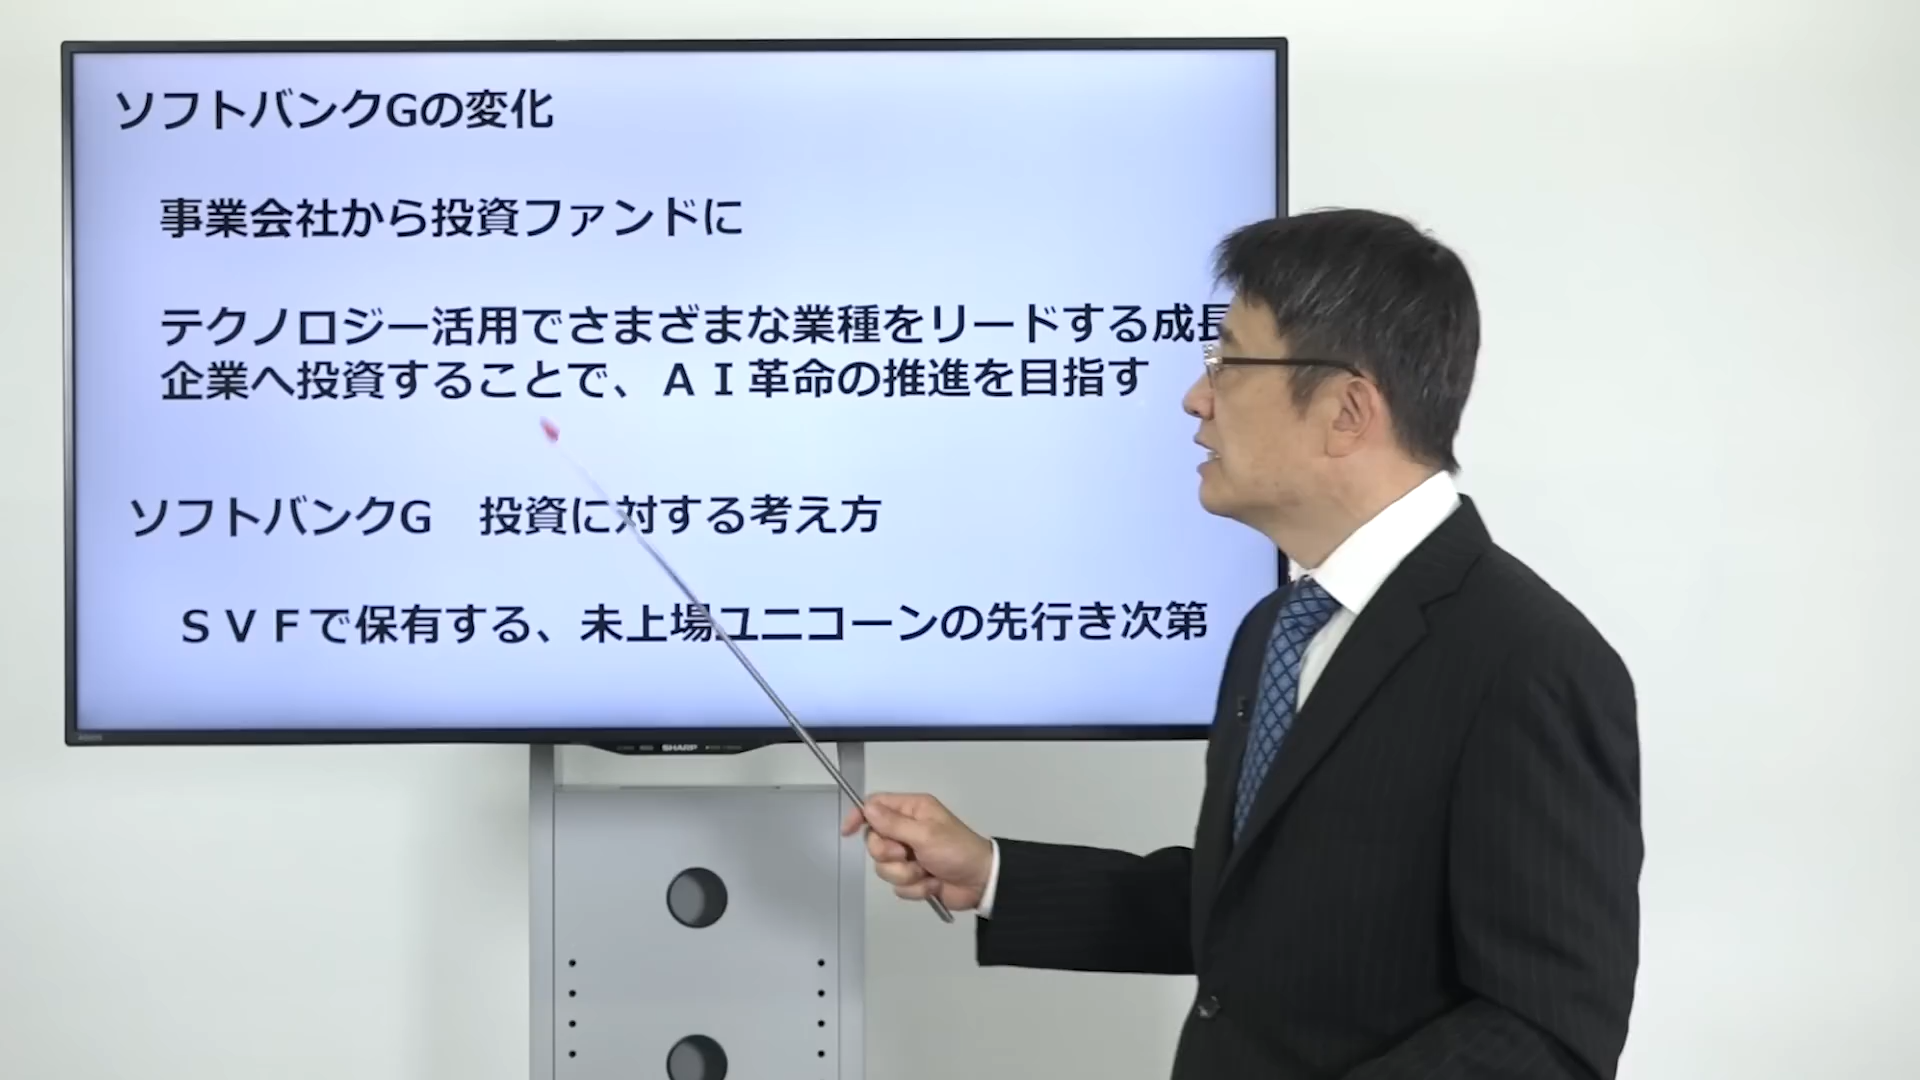 ソフトバンクGの変化
事業会社から投資ファンドに
テクノロジー活用でさまざまな業種をリードする成長
企業へ投資することで、ＡＩ革命の推進を目指す
ソフトバンクG　投資に対する考え方
ＳＶＦで保有する、未上場ユニコーンの先行き次第
SHARP